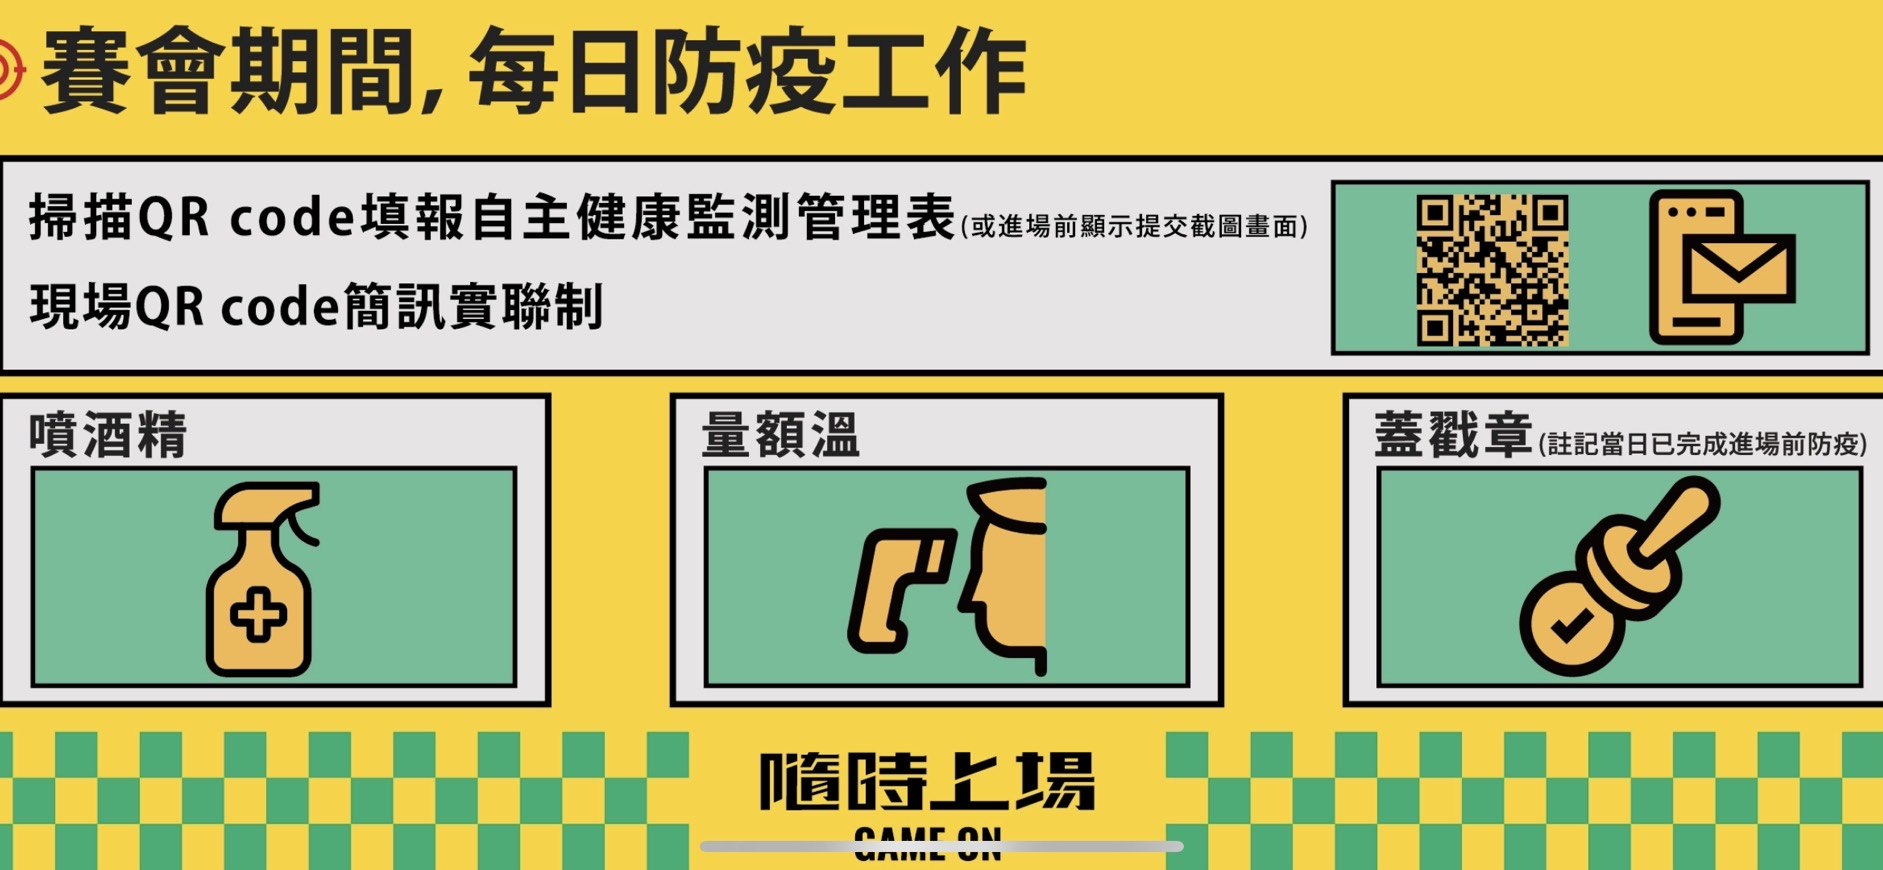 賽會期間, 每日防疫工作
掃描QR code填報自主健康監測管理表(或進場前顯示提交截圖畫面)
現場QR code簡訊實聯制
噴酒精
量額溫
蓋戳章(註記當日已完成進場前防疫)
隨時上場
GAME ON